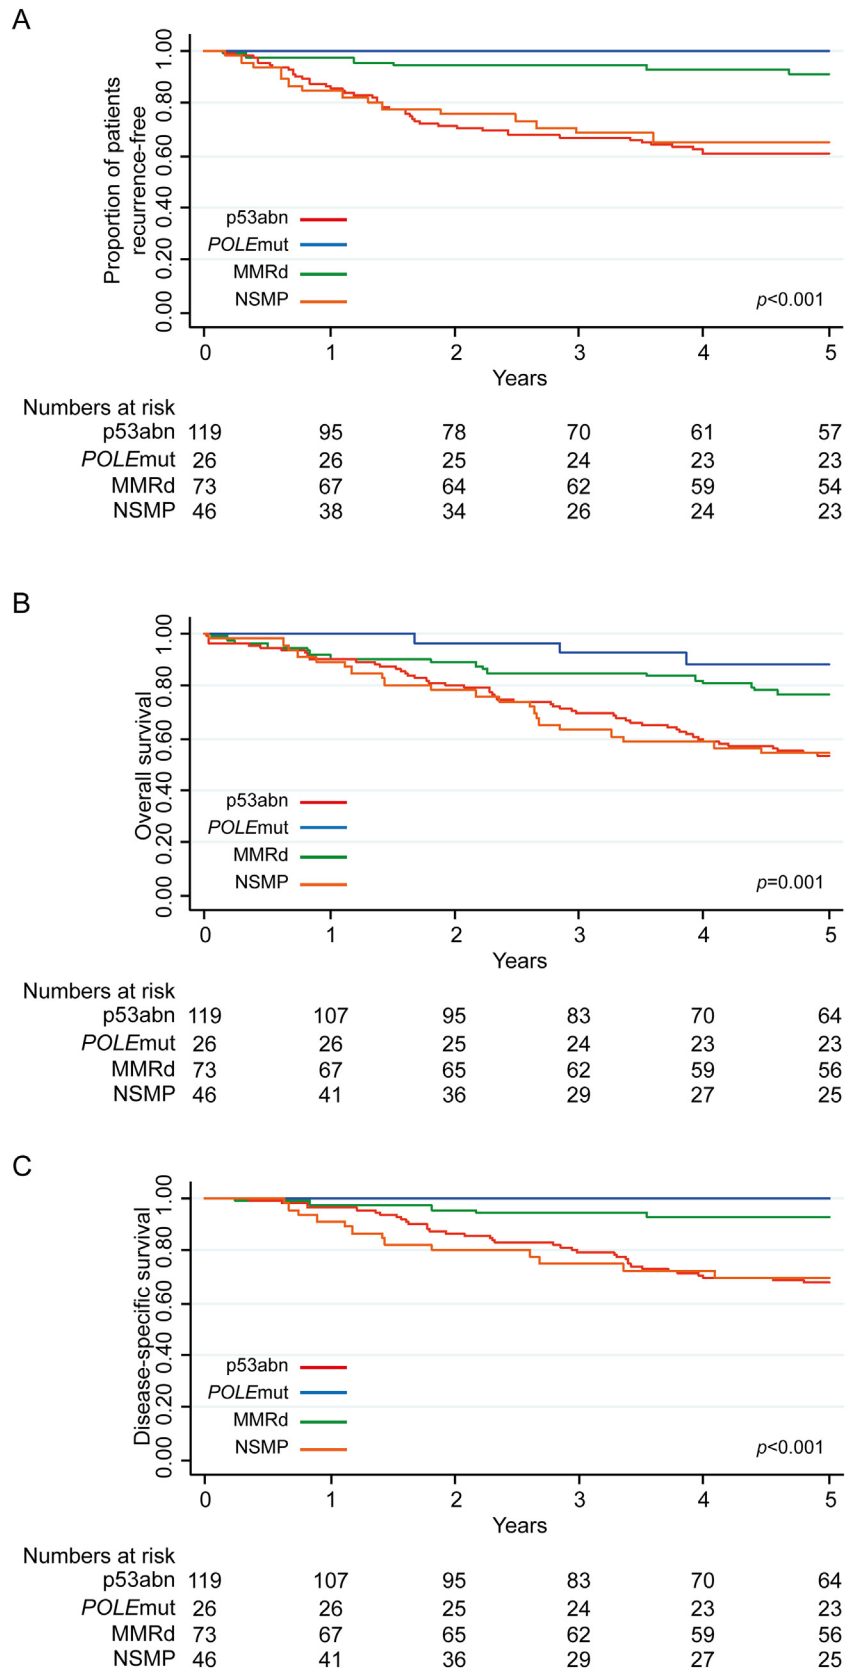 A
Proportion of patients
recurrence-free
1.00
0.80
0.60
0.40
0.20
0.00
p53abn
POLEmut
MMRd
NSMP
p<0.001
0 1 2 3 4 5
Years
Numbers at risk
p53abn 119 95 78 70 61 57
POLEmut 26 26 25 24 23 23
MMRd 73 67 64 62 59 54
NSMP 46 38 34 26 24 23
B
Overall survival
1.00
0.80
0.60
0.40
0.20
0.00
p53abn
POLEmut
MMRd
NSMP
p=0.001
0 1 2 3 4 5
Years
Numbers at risk
p53abn 119 107 95 83 70 64
POLEmut 26 26 25 24 23 23
MMRd 73 67 65 62 59 56
NSMP 46 41 36 29 27 25
C
Disease-specific survival
1.00
0.80
0.60
0.40
0.20
0.00
p53abn
POLEmut
MMRd
NSMP
p<0.001
0 1 2 3 4 5
Years
Numbers at risk
p53abn 119 107 95 83 70 64
POLEmut 26 26 25 24 23 23
MMRd 73 67 65 62 59 56
NSMP 46 41 36 29 27 25